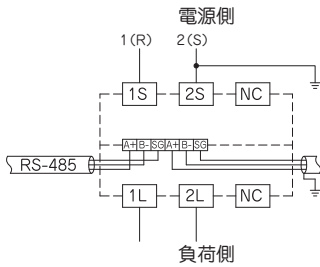 電源側
1(R) 2(S)
1S 2S NC
A+ B- SG A+ B- SG
RS-485
1L 2L NC
負荷側